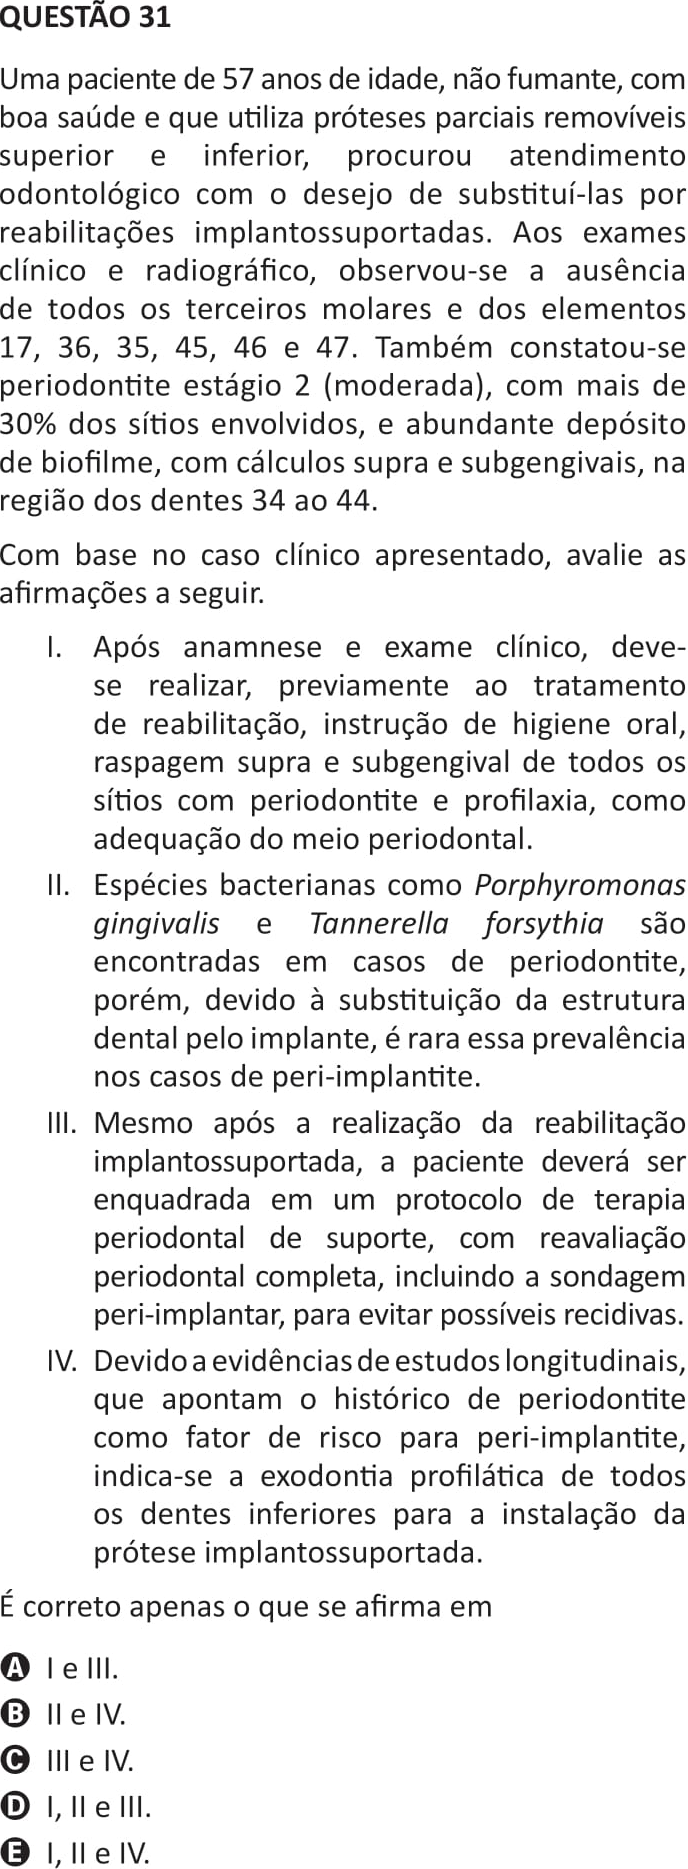 QUESTÃO 31
Uma paciente de 57 anos de idade, não fumante, com
boa saúde e que utiliza próteses parciais removíveis
superior e inferior, procurou atendimento
odontológico com o desejo de substituí-las por
reabilitações implantossuportadas. Aos exames
clínico e radiográfico, observou-se a ausência
de todos os terceiros molares e dos elementos
17, 36, 35, 45, 46 e 47. Também constatou-se
periodontite estágio 2 (moderada), com mais de
30% dos sítios envolvidos, e abundante depósito
de biofilme, com cálculos supra e subgengivais, na
região dos dentes 34 ao 44.
Com base no caso clínico apresentado, avalie as
afirmações a seguir.
I. Após anamnese e exame clínico, deve-
se realizar, previamente ao tratamento
de reabilitação, instrução de higiene oral,
raspagem supra e subgengival de todos os
sítios com periodontite e profilaxia, como
adequação do meio periodontal.
II. Espécies bacterianas como Porphyromonas
gingivalis e Tannerella forsythia são
encontradas em casos de periodontite,
porém, devido à substituição da estrutura
dental pelo implante, é rara essa prevalência
nos casos de peri-implantite.
III. Mesmo após a realização da reabilitação
implantossuportada, a paciente deverá ser
enquadrada em um protocolo de terapia
periodontal de suporte, com reavaliação
periodontal completa, incluindo a sondagem
peri-implantar, para evitar possíveis recidivas.
IV. Devido a evidências de estudos longitudinais,
que apontam o histórico de periodontite
como fator de risco para peri-implantite,
indica-se a exodontia profilática de todos
os dentes inferiores para a instalação da
prótese implantossuportada.
É correto apenas o que se afirma em
A I e III.
B II e IV.
C III e IV.
D I, II e III.
E I, II e IV.